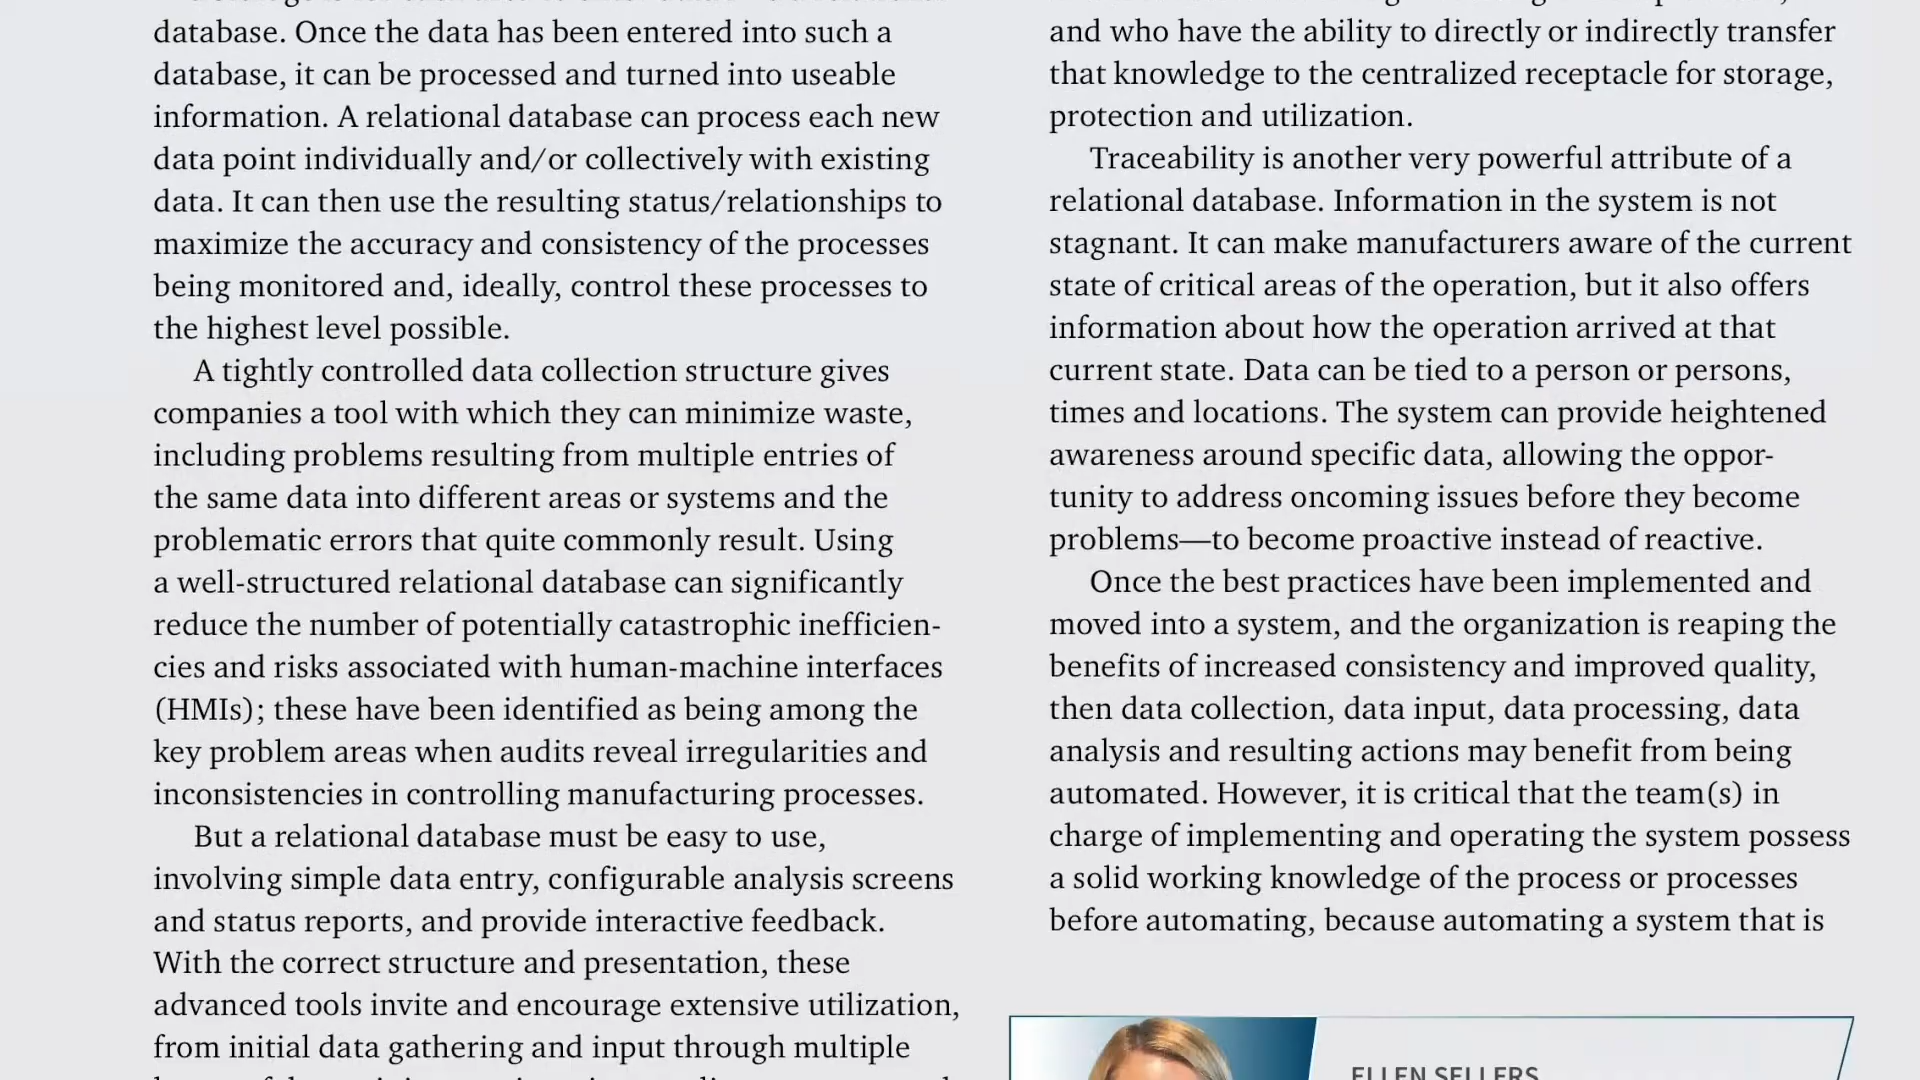 database. Once the data has been entered into such a
database, it can be processed and turned into useable
information. A relational database can process each new
data point individually and/or collectively with existing
data. It can then use the resulting status/relationships to
maximize the accuracy and consistency of the processes
being monitored and, ideally, control these processes to
the highest level possible.
A tightly controlled data collection structure gives
companies a tool with which they can minimize waste,
including problems resulting from multiple entries of
the same data into different areas or systems and the
problematic errors that quite commonly result. Using
a well-structured relational database can significantly
reduce the number of potentially catastrophic inefficien-
cies and risks associated with human-machine interfaces
(HMIs); these have been identified as being among the
key problem areas when audits reveal irregularities and
inconsistencies in controlling manufacturing processes.
But a relational database must be easy to use,
involving simple data entry, configurable analysis screens
and status reports, and provide interactive feedback.
With the correct structure and presentation, these
advanced tools invite and encourage extensive utilization,
from initial data gathering and input through multiple
and who have the ability to directly or indirectly transfer
that knowledge to the centralized receptacle for storage,
protection and utilization.
Traceability is another very powerful attribute of a
relational database. Information in the system is not
stagnant. It can make manufacturers aware of the current
state of critical areas of the operation, but it also offers
information about how the operation arrived at that
current state. Data can be tied to a person or persons,
times and locations. The system can provide heightened
awareness around specific data, allowing the oppor-
tunity to address oncoming issues before they become
problems—to become proactive instead of reactive.
Once the best practices have been implemented and
moved into a system, and the organization is reaping the
benefits of increased consistency and improved quality,
then data collection, data input, data processing, data
analysis and resulting actions may benefit from being
automated. However, it is critical that the team(s) in
charge of implementing and operating the system possess
a solid working knowledge of the process or processes
before automating, because automating a system that is
ELLEN SELLERS